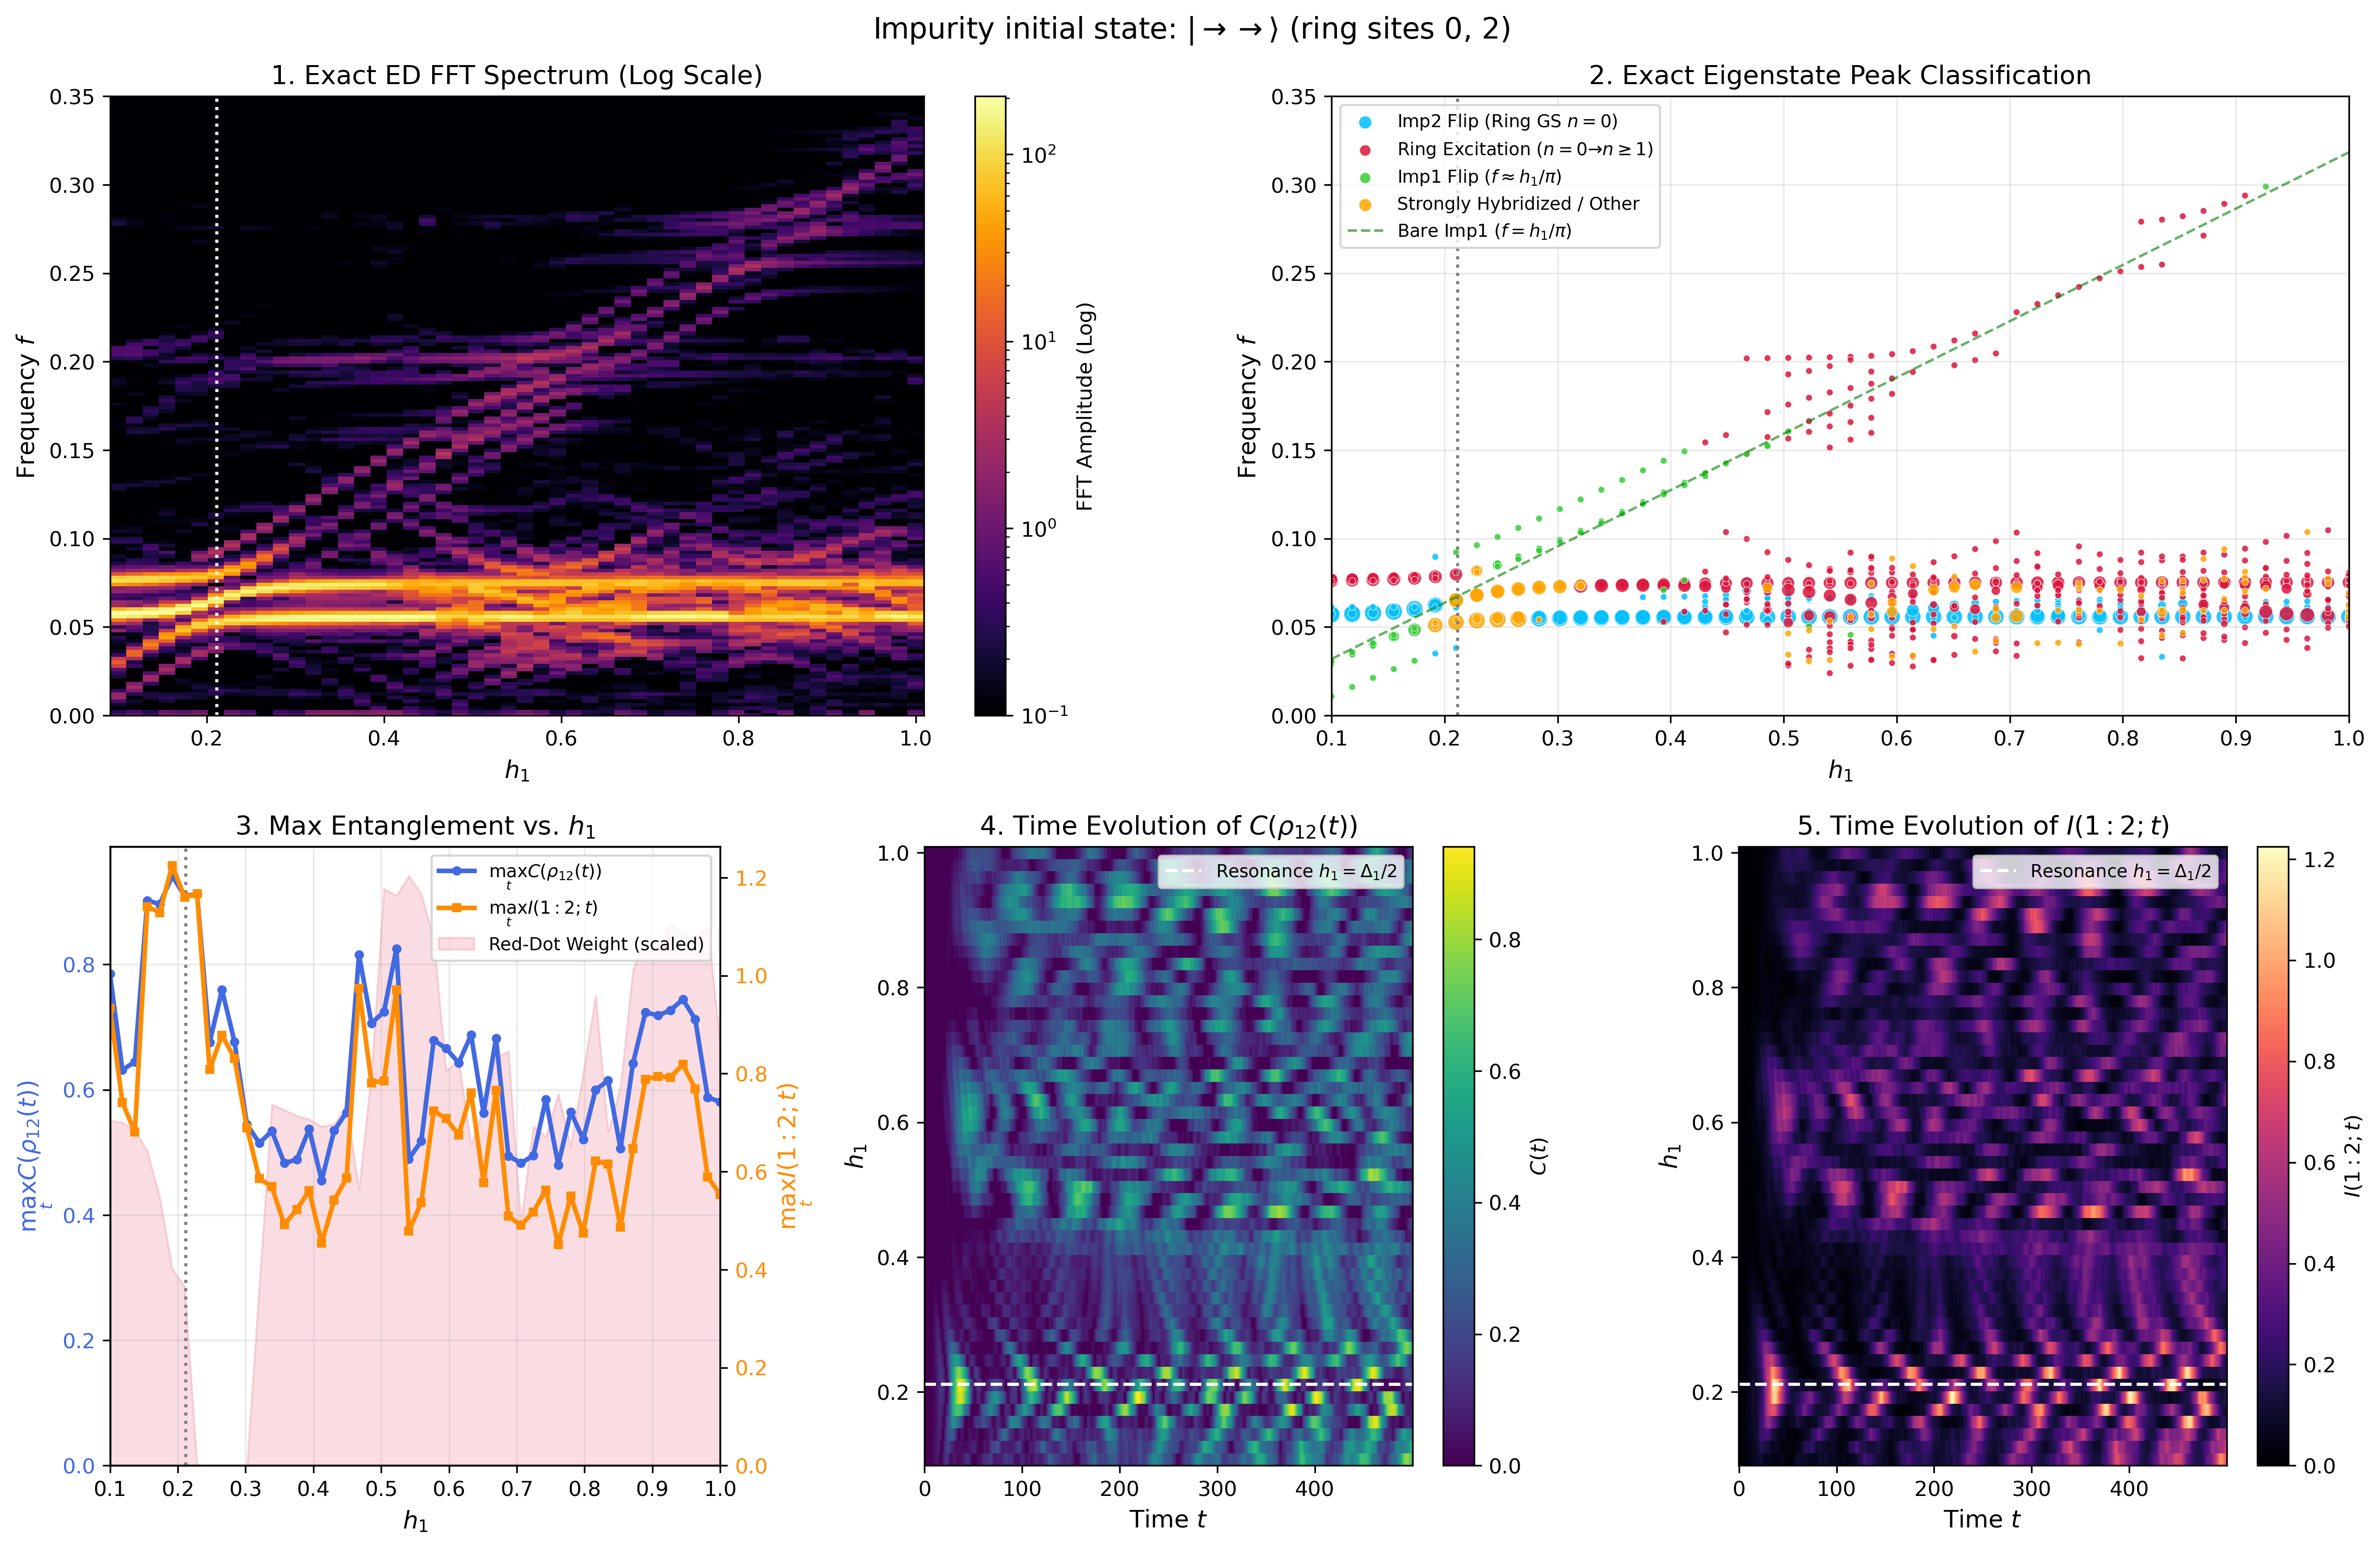 Impurity initial state: |→→⟩ (ring sites 0, 2)
1. Exact ED FFT Spectrum (Log Scale)
0.35
0.30
0.25
0.20
0.15
0.10
0.05
0.00
Frequency f
0.2
0.4
0.6
0.8
1.0
h₁
10²
10¹
10⁰
10⁻¹
FFT Amplitude (Log)
2. Exact Eigenstate Peak Classification
Imp2 Flip (Ring GS n = 0)
Ring Excitation (n = 0→n ≥ 1)
Imp1 Flip (f ≈ h₁/π)
Strongly Hybridized / Other
Bare Imp1 (f = h₁/π)
0.35
0.30
0.25
0.20
0.15
0.10
0.05
0.00
Frequency f
0.1
0.2
0.3
0.4
0.5
0.6
0.7
0.8
0.9
1.0
h₁
3. Max Entanglement vs. h₁
max C(ρ₁₂(t))
t
max I(1 : 2; t)
t
Red-Dot Weight (scaled)
0.8
0.6
0.4
0.2
0.0
max C(ρ₁₂(t))
t
1.2
1.0
0.8
0.6
0.4
0.2
0.0
max I(1 : 2; t)
t
0.1
0.2
0.3
0.4
0.5
0.6
0.7
0.8
0.9
1.0
h₁
4. Time Evolution of C(ρ₁₂(t))
Resonance h₁ = Δ₁/2
1.0
0.8
0.6
0.4
0.2
h₁
0
100
200
300
400
Time t
0.8
0.6
0.4
0.2
0.0
C(t)
5. Time Evolution of I(1 : 2; t)
Resonance h₁ = Δ₁/2
1.0
0.8
0.6
0.4
0.2
h₁
0
100
200
300
400
Time t
1.2
1.0
0.8
0.6
0.4
0.2
0.0
I(1 : 2; t)